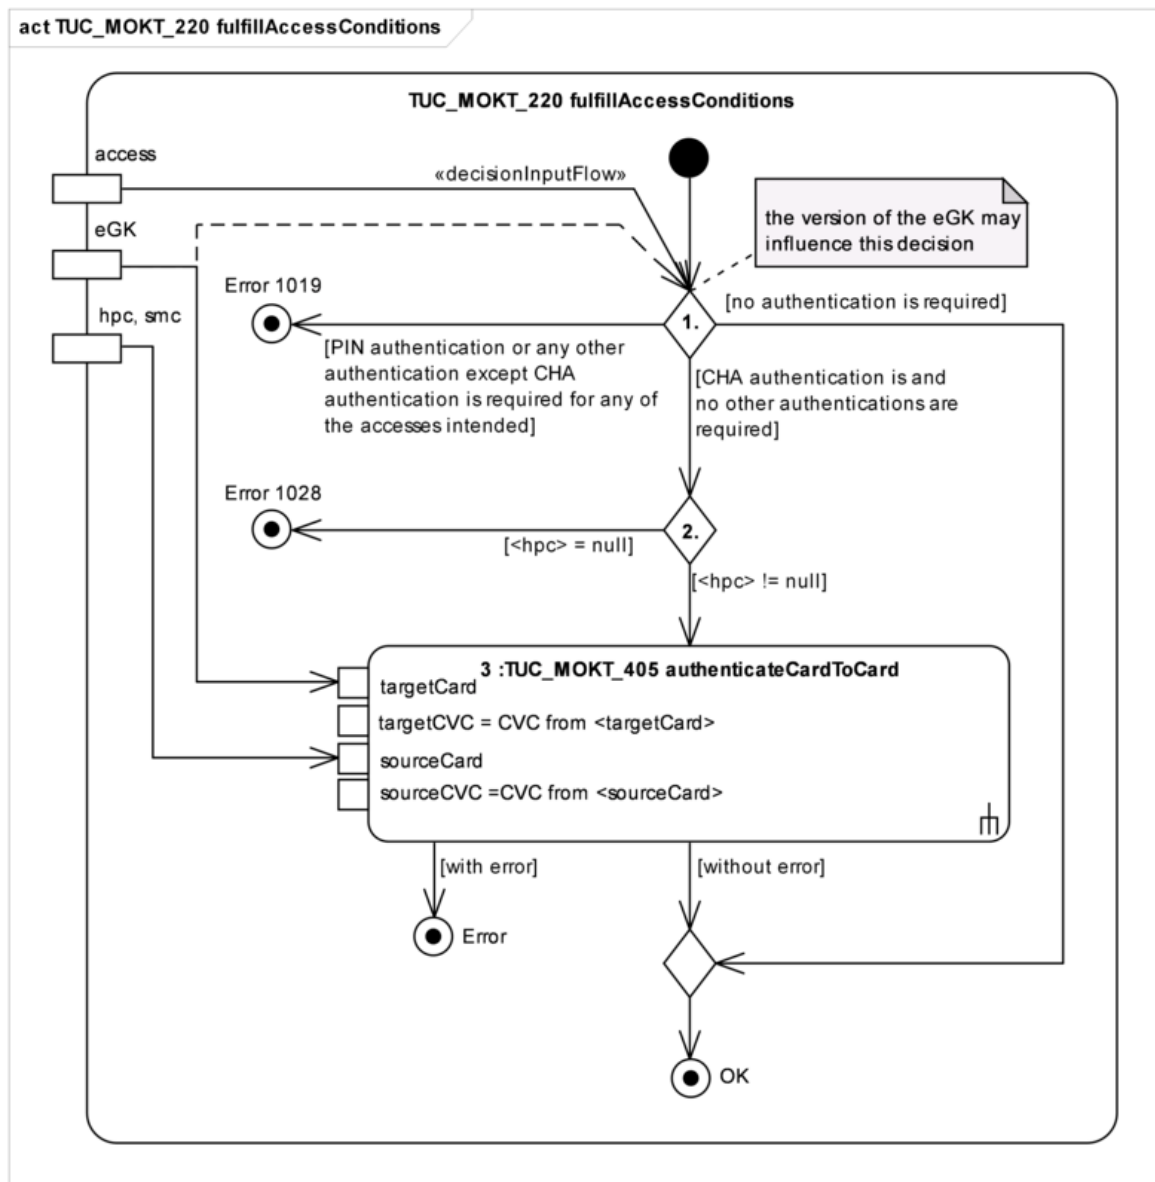 act TUC_MOKT_220 fulfillAccessConditions
TUC_MOKT_220 fulfillAccessConditions
access
«decisionInputFlow»
the version of the eGK may
influence this decision
eGK
Error 1019
hpc, smc
[no authentication is required]
1.
[PIN authentication or any other
authentication except CHA
authentication is required for any of
the accesses intended]
[CHA authentication is and
no other authentications are
required]
Error 1028
2.
[<hpc> = null]
[<hpc> != null]
3 :TUC_MOKT_405 authenticateCardToCard
targetCard
targetCVC = CVC from <targetCard>
sourceCard
sourceCVC =CVC from <sourceCard>
[with error]
[without error]
Error
OK